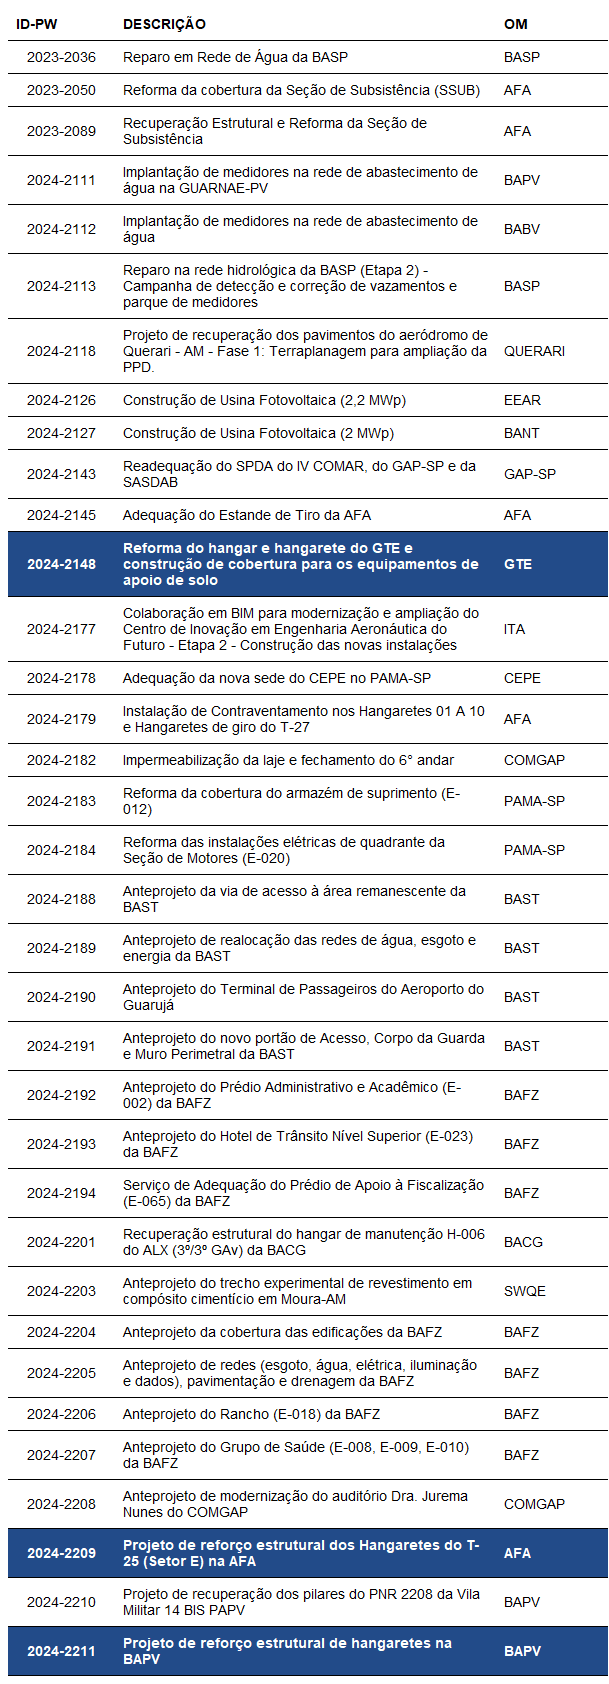 ID-PW DESCRIÇÃO OM
2023-2036 Reparo em Rede de Água da BASP BASP
2023-2050 Reforma da cobertura da Seção de Subsistência (SSUB) AFA
2023-2089 Recuperação Estrutural e Reforma da Seção de
Subsistência AFA
2024-2111 Implantação de medidores na rede de abastecimento de
água na GUARNAE-PV BAPV
2024-2112 Implantação de medidores na rede de abastecimento de
água BABV
2024-2113 Reparo na rede hidrológica da BASP (Etapa 2) -
Campanha de detecção e correção de vazamentos e
parque de medidores BASP
2024-2118 Projeto de recuperação dos pavimentos do aeródromo de
Querari - AM - Fase 1: Terraplanagem para ampliação da
PPD. QUERARI
2024-2126 Construção de Usina Fotovoltaica (2,2 MWp) EEAR
2024-2127 Construção de Usina Fotovoltaica (2 MWp) BANT
2024-2143 Readequação do SPDA do IV COMAR, do GAP-SP e da
SASDAB GAP-SP
2024-2145 Adequação do Estande de Tiro da AFA AFA
2024-2148 Reforma do hangar e hangarete do GTE e
construção de cobertura para os equipamentos de
apoio de solo GTE
2024-2177 Colaboração em BIM para modernização e ampliação do
Centro de Inovação em Engenharia Aeronáutica do
Futuro - Etapa 2 - Construção das novas instalações ITA
2024-2178 Adequação da nova sede do CEPE no PAMA-SP CEPE
2024-2179 Instalação de Contraventamento nos Hangaretes 01 A 10
e Hangaretes de giro do T-27 AFA
2024-2182 Impermeabilização da laje e fechamento do 6° andar COMGAP
2024-2183 Reforma da cobertura do armazém de suprimento (E-
012) PAMA-SP
2024-2184 Reforma das instalações elétricas de quadrante da
Seção de Motores (E-020) PAMA-SP
2024-2188 Anteprojeto da via de acesso à área remanescente da
BAST BAST
2024-2189 Anteprojeto de realocação das redes de água, esgoto e
energia da BAST BAST
2024-2190 Anteprojeto do Terminal de Passageiros do Aeroporto do
Guarujá BAST
2024-2191 Anteprojeto do novo portão de Acesso, Corpo da Guarda
e Muro Perimetral da BAST BAST
2024-2192 Anteprojeto do Prédio Administrativo e Acadêmico (E-
002) da BAFZ BAFZ
2024-2193 Anteprojeto do Hotel de Trânsito Nível Superior (E-023)
da BAFZ BAFZ
2024-2194 Serviço de Adequação do Prédio de Apoio à Fiscalização
(E-065) da BAFZ BAFZ
2024-2201 Recuperação estrutural do hangar de manutenção H-006
do ALX (3º/3º GAv) da BACG BACG
2024-2203 Anteprojeto do trecho experimental de revestimento em
compósito cimentício em Moura-AM SWQE
2024-2204 Anteprojeto da cobertura das edificações da BAFZ BAFZ
2024-2205 Anteprojeto de redes (esgoto, água, elétrica, iluminação
e dados), pavimentação e drenagem da BAFZ BAFZ
2024-2206 Anteprojeto do Rancho (E-018) da BAFZ BAFZ
2024-2207 Anteprojeto do Grupo de Saúde (E-008, E-009, E-010)
da BAFZ BAFZ
2024-2208 Anteprojeto de modernização do auditório Dra. Jurema
Nunes do COMGAP COMGAP
2024-2209 Projeto de reforço estrutural dos Hangaretes do T-
25 (Setor E) na AFA AFA
2024-2210 Projeto de recuperação dos pilares do PNR 2208 da Vila
Militar 14 BIS PAPV BAPV
2024-2211 Projeto de reforço estrutural de hangaretes na
BAPV BAPV